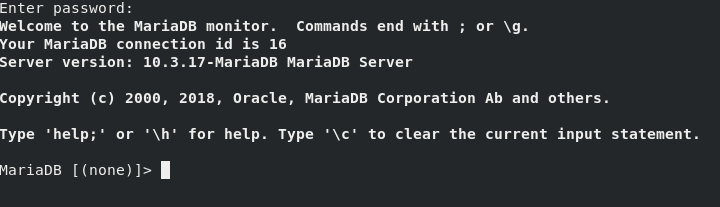 Enter password:
Welcome to the MariaDB monitor.  Commands end with ; or \g.
Your MariaDB connection id is 16
Server version: 10.3.17-MariaDB MariaDB Server
Copyright (c) 2000, 2018, Oracle, MariaDB Corporation Ab and others.
Type 'help;' or '\h' for help. Type '\c' to clear the current input statement.
MariaDB [(none)]>